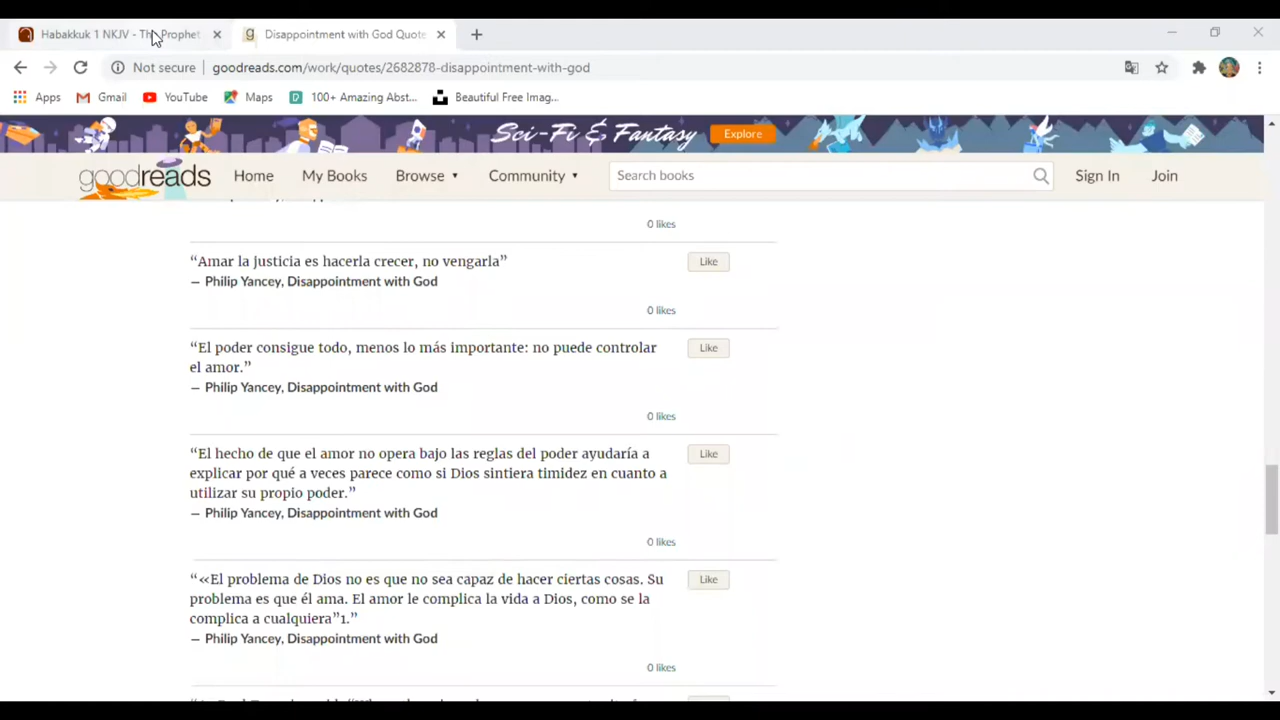 Habakkuk 1 NKJV - The Prophet
Disappointment with God Quote
Not secure
goodreads.com/work/quotes/2682878-disappointment-with-god
Apps
Gmail
YouTube
Maps
100+ Amazing Abst...
Beautiful Free Imag...
Sci-Fi & Fantasy
Explore
goodreads
Home
My Books
Browse
Community
Search books
Sign In
Join
0 likes
“Amar la justicia es hacerla crecer, no vengarla”
Like
― Philip Yancey, Disappointment with God
0 likes
“El poder consigue todo, menos lo más importante: no puede controlar
el amor.”
Like
― Philip Yancey, Disappointment with God
0 likes
“El hecho de que el amor no opera bajo las reglas del poder ayudaría a
explicar por qué a veces parece como si Dios sintiera timidez en cuanto a
utilizar su propio poder.”
Like
― Philip Yancey, Disappointment with God
0 likes
“«El problema de Dios no es que no sea capaz de hacer ciertas cosas. Su
problema es que él ama. El amor le complica la vida a Dios, como se la
complica a cualquiera”1.”
Like
― Philip Yancey, Disappointment with God
0 likes